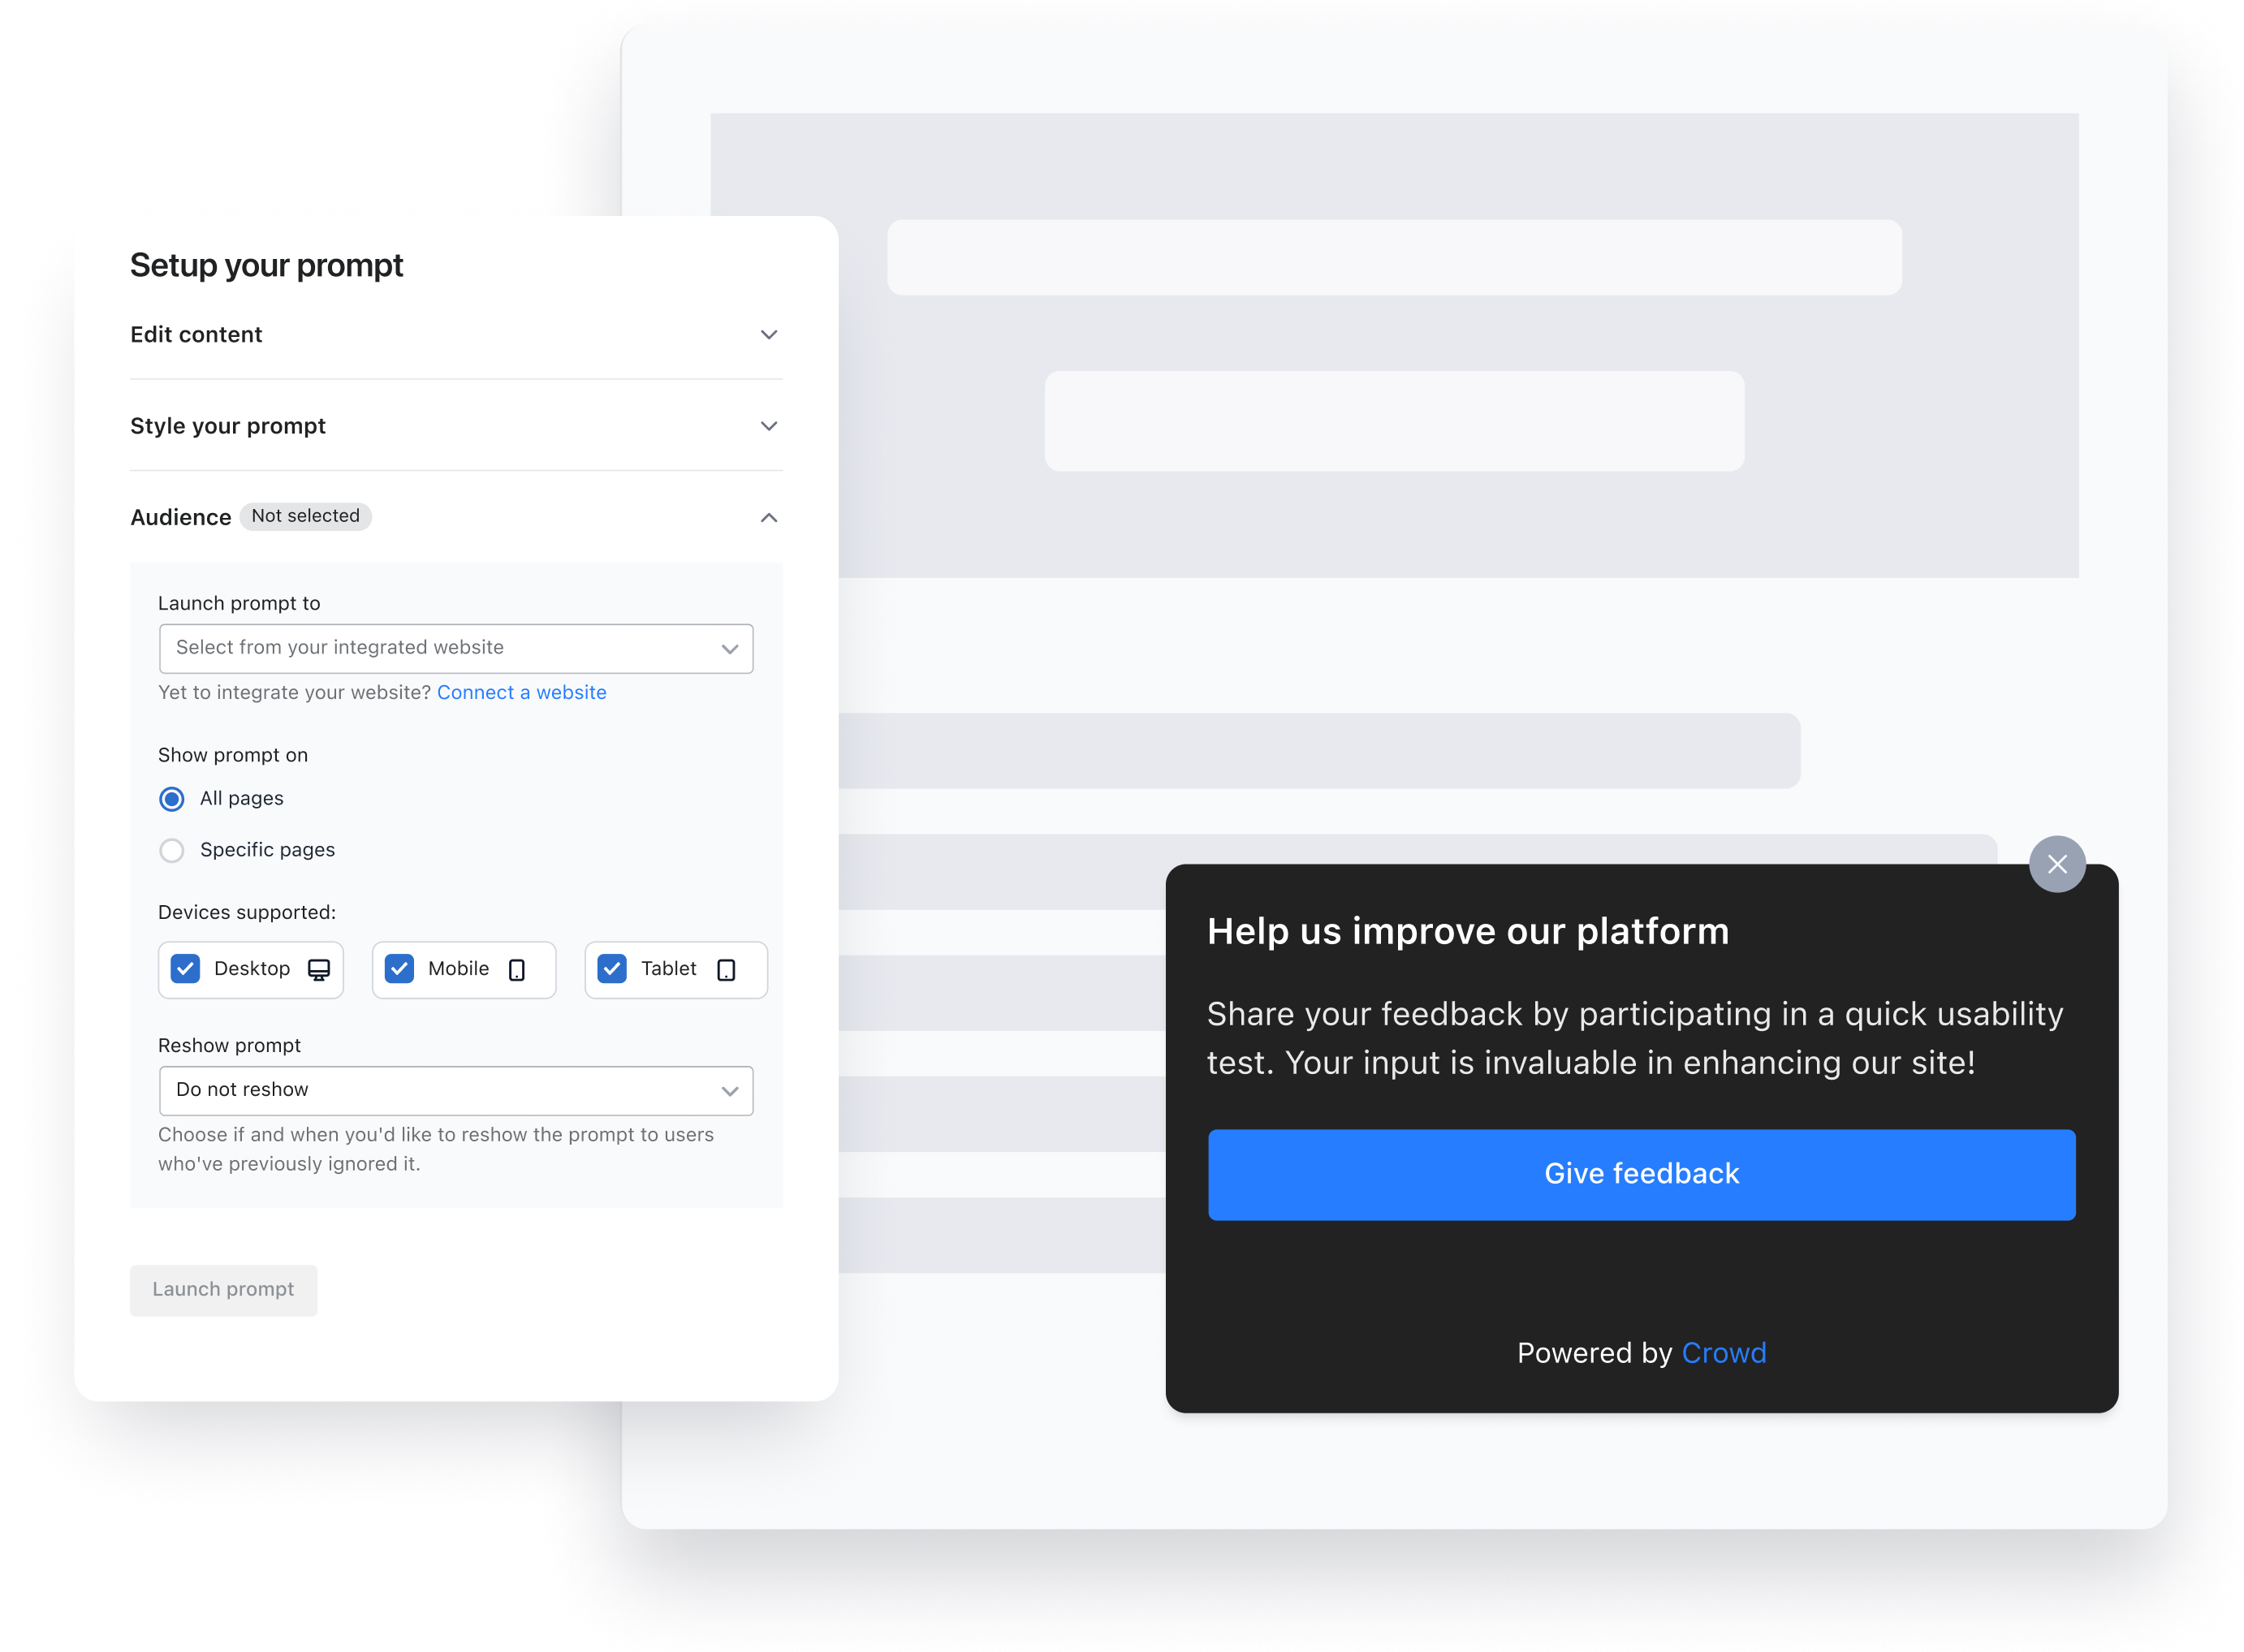 Setup your prompt
Edit content
Style your prompt
Audience Not selected
Launch prompt to
Select from your integrated website
Yet to integrate your website? Connect a website
Show prompt on
All pages
Specific pages
Devices supported:
Desktop Mobile Tablet
Reshow prompt
Do not reshow
Choose if and when you'd like to reshow the prompt to users
who've previously ignored it.
Launch prompt
Help us improve our platform
Share your feedback by participating in a quick usability
test. Your input is invaluable in enhancing our site!
Give feedback
Powered by Crowd